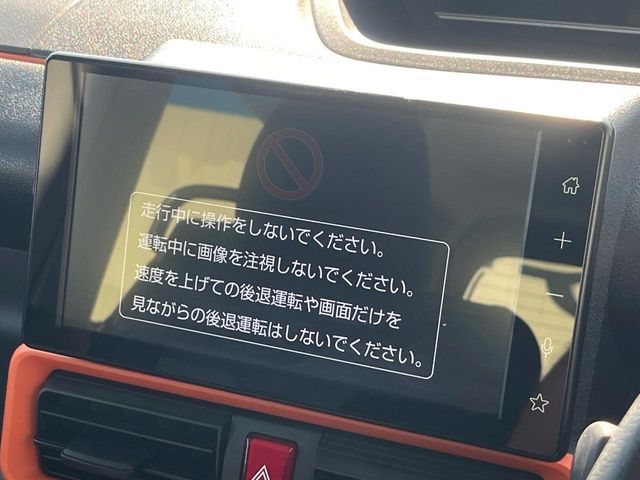 走行中に操作をしないでください。
運転中に画像を注視しないでください。
速度を上げての後退運転や画面だけを
見ながらの後退運転はしないでください。